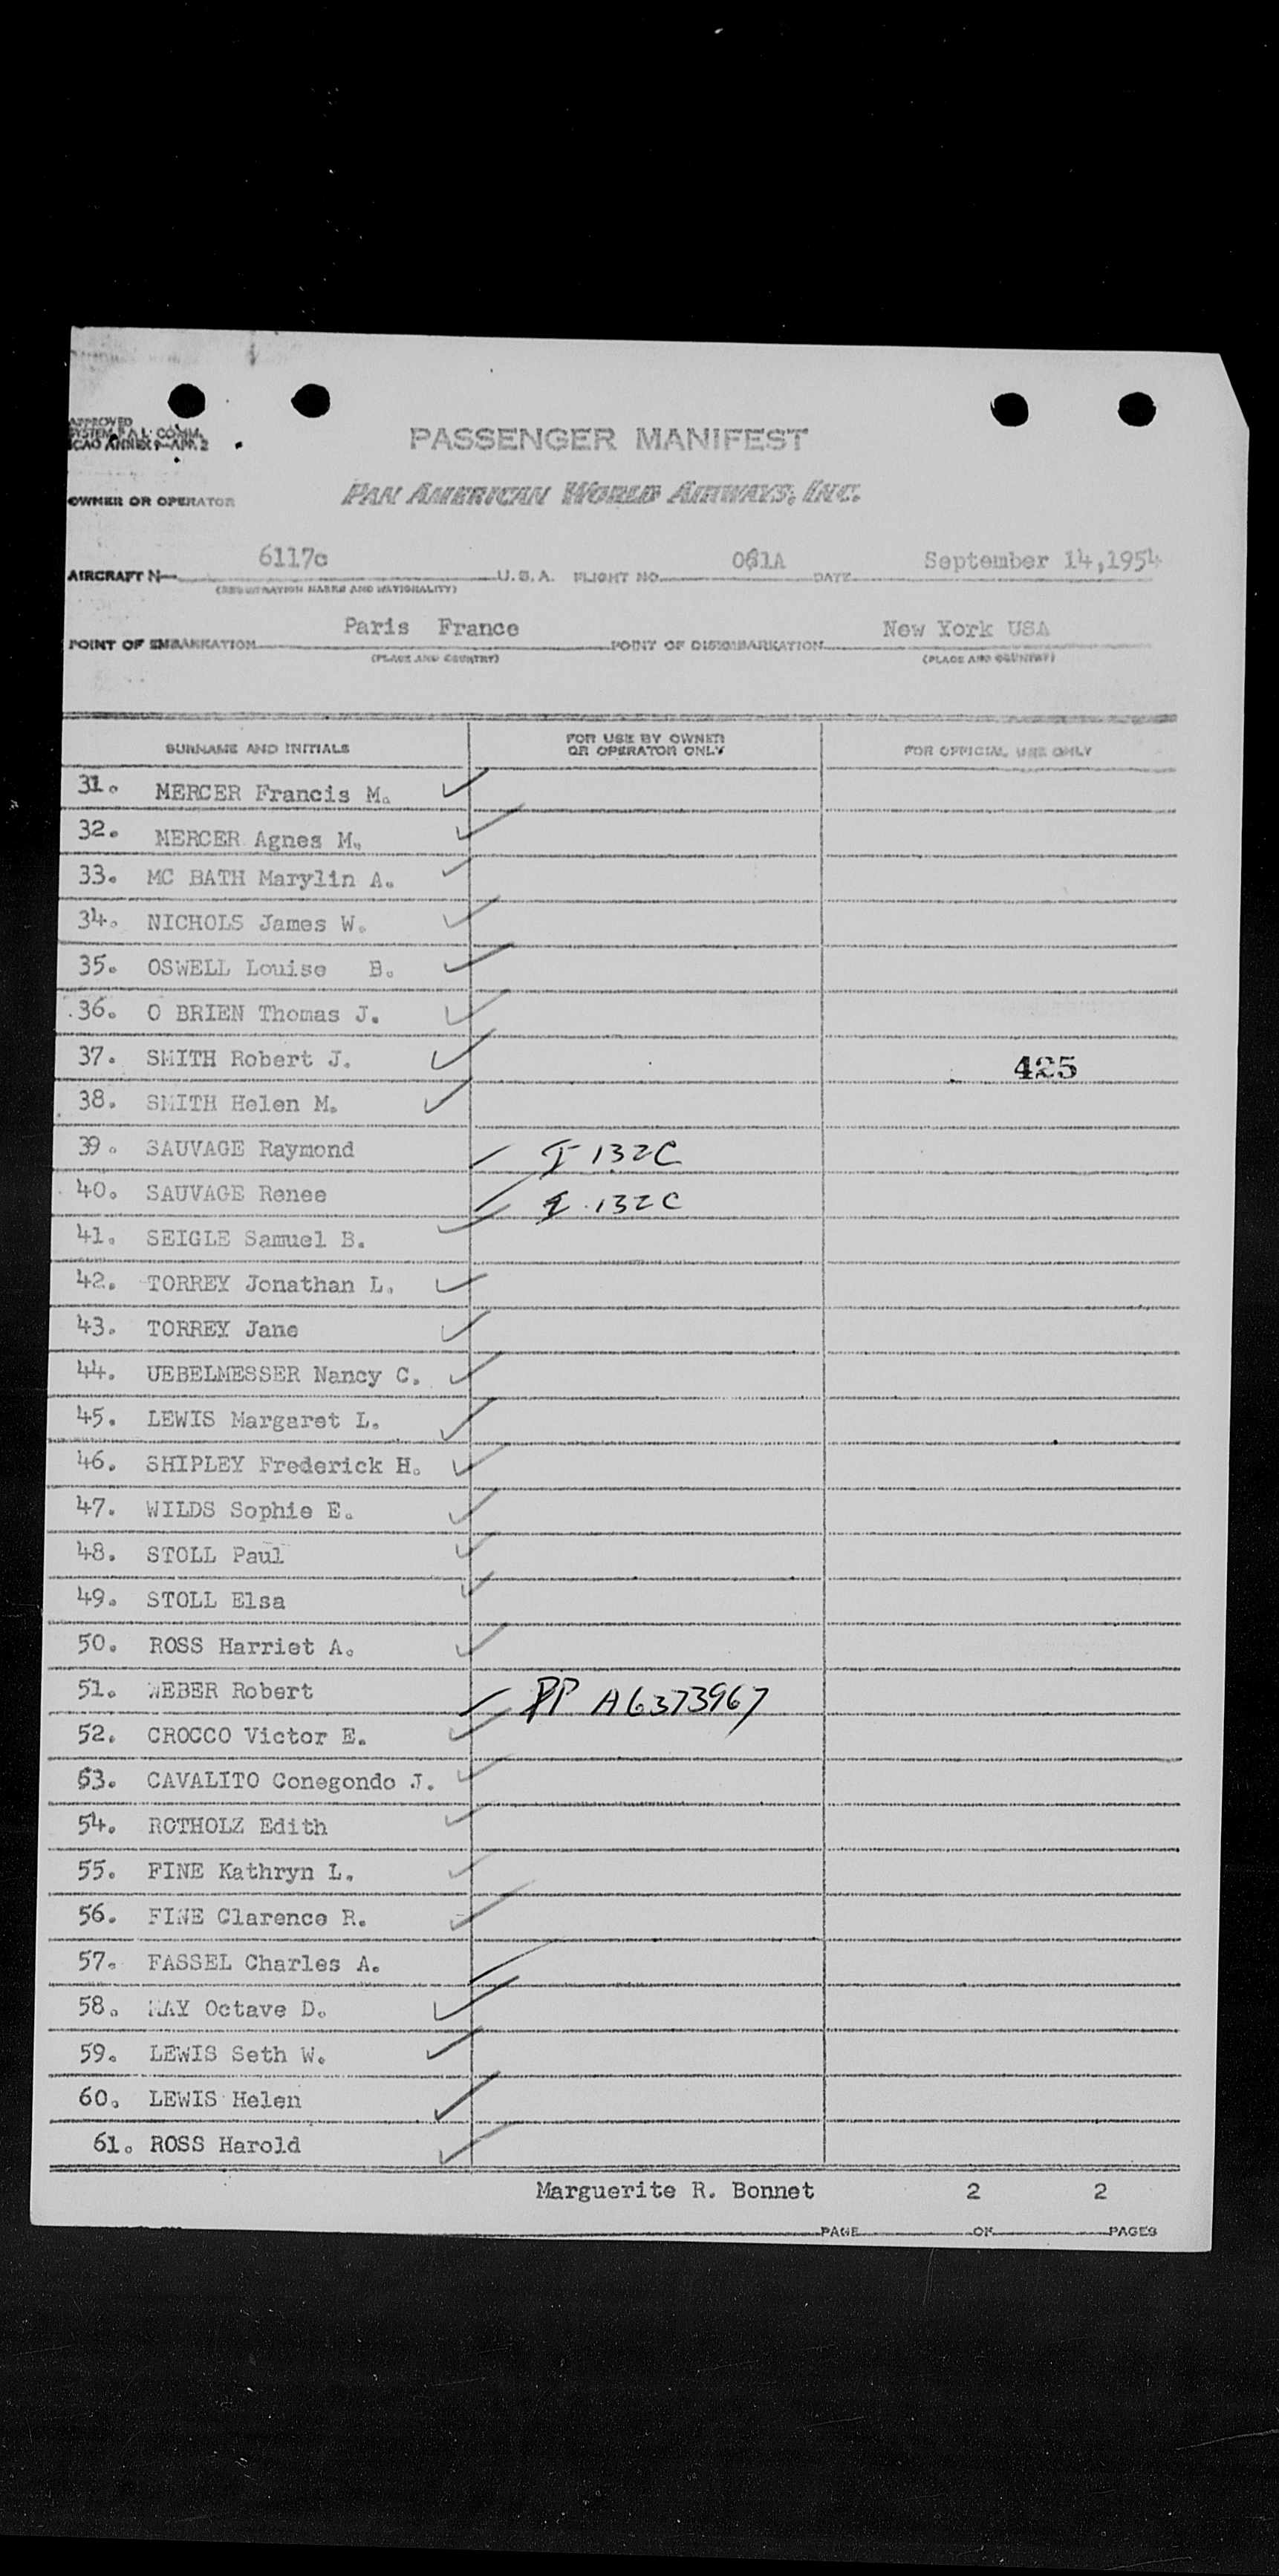 APPROVED
SYSTEM F A L COMM.
ICAO ANNEX 9-APP. 2
PASSENGER MANIFEST
OWNER OR OPERATOR PAN AMERICAN WORLD AIRWAYS, INC.
AIRCRAFT N 6117c U.S.A. FLIGHT NO. 061A DATE September 14,1954
(REGISTRATION MARKS AND NATIONALITY)
POINT OF EMBARKATION Paris France POINT OF DISEMBARKATION New York USA
(PLACE AND COUNTRY) (PLACE AND COUNTRY)
SURNAME AND INITIALS FOR USE BY OWNER OR OPERATOR ONLY FOR OFFICIAL USE ONLY
31. MERCER Francis M.
32. MERCER Agnes M.
33. MC BATH Marylin A.
34. NICHOLS James W.
35. OSWELL Louise B.
36. O BRIEN Thomas J.
37. SMITH Robert J. 425
38. SMITH Helen M.
39. SAUVAGE Raymond I 132C
40. SAUVAGE Renee I 132C
41. SEIGLE Samuel B.
42. TORREY Jonathan L.
43. TORREY Jane
44. UEBELMESSER Nancy C.
45. LEWIS Margaret L.
46. SHIPLEY Frederick H.
47. WILDS Sophie E.
48. STOLL Paul
49. STOLL Elsa
50. ROSS Harriet A.
51. WEBER Robert PP A6373967
52. CROCCO Victor E.
53. CAVALITO Conegondo J.
54. ROTHOLZ Edith
55. FINE Kathryn L.
56. FINE Clarence R.
57. FASSEL Charles A.
58. MAY Octave D.
59. LEWIS Seth W.
60. LEWIS Helen
61. ROSS Harold
Marguerite R. Bonnet 2 2
PAGE OF PAGES